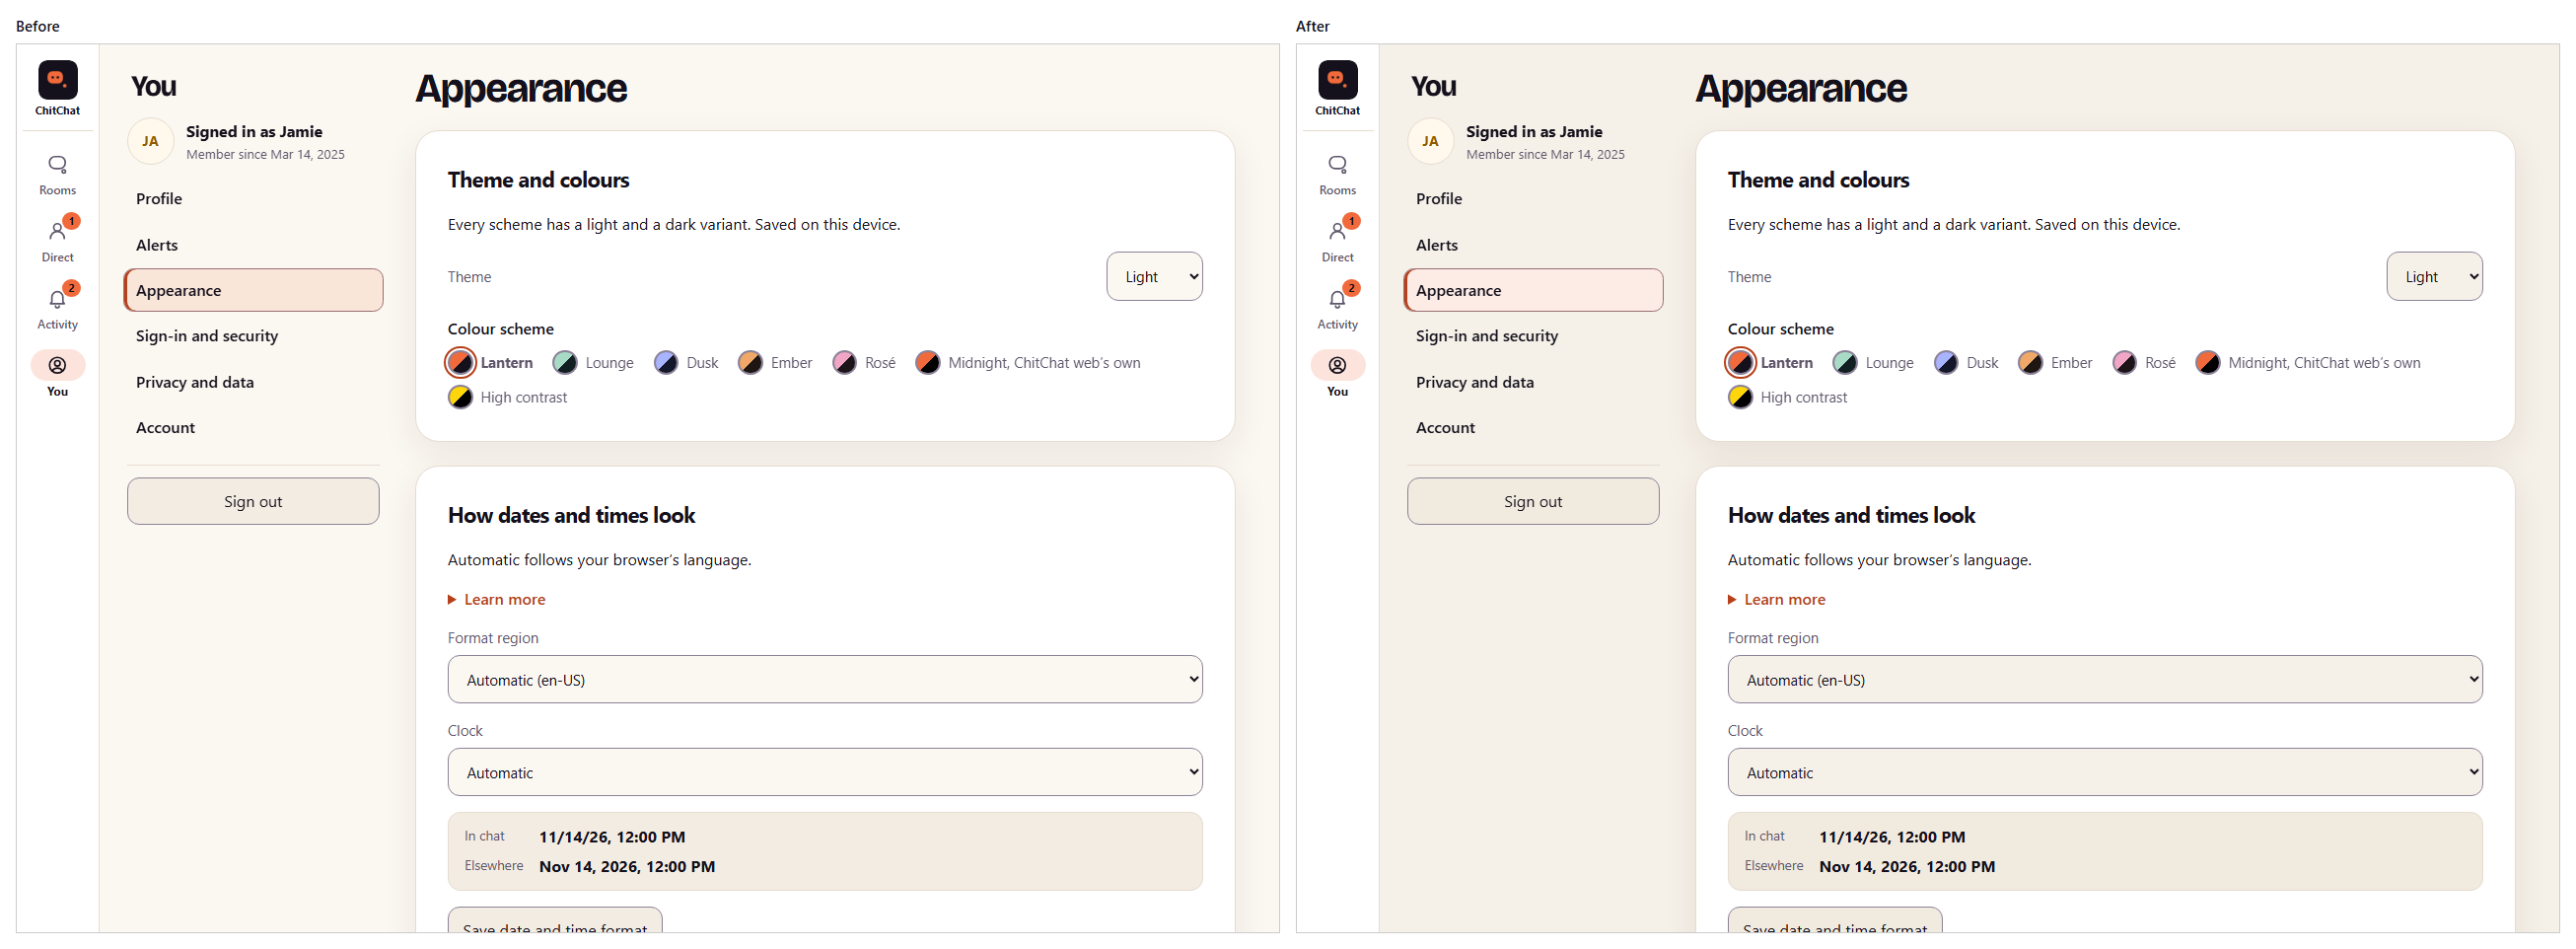 Before
ChitChat
Rooms
1
Direct
2
Activity
You
You
JA
Signed in as Jamie
Member since Mar 14, 2025
Profile
Alerts
Appearance
Sign-in and security
Privacy and data
Account
Sign out
Appearance
Theme and colours
Every scheme has a light and a dark variant. Saved on this device.
Theme
Light
Colour scheme
Lantern
Lounge
Dusk
Ember
Rosé
Midnight, ChitChat web's own
High contrast
How dates and times look
Automatic follows your browser's language.
Learn more
Format region
Automatic (en-US)
Clock
Automatic
In chat 11/14/26, 12:00 PM
Elsewhere Nov 14, 2026, 12:00 PM
Save date and time format
After
ChitChat
Rooms
1
Direct
2
Activity
You
You
JA
Signed in as Jamie
Member since Mar 14, 2025
Profile
Alerts
Appearance
Sign-in and security
Privacy and data
Account
Sign out
Appearance
Theme and colours
Every scheme has a light and a dark variant. Saved on this device.
Theme
Light
Colour scheme
Lantern
Lounge
Dusk
Ember
Rosé
Midnight, ChitChat web's own
High contrast
How dates and times look
Automatic follows your browser's language.
Learn more
Format region
Automatic (en-US)
Clock
Automatic
In chat 11/14/26, 12:00 PM
Elsewhere Nov 14, 2026, 12:00 PM
Save date and time format